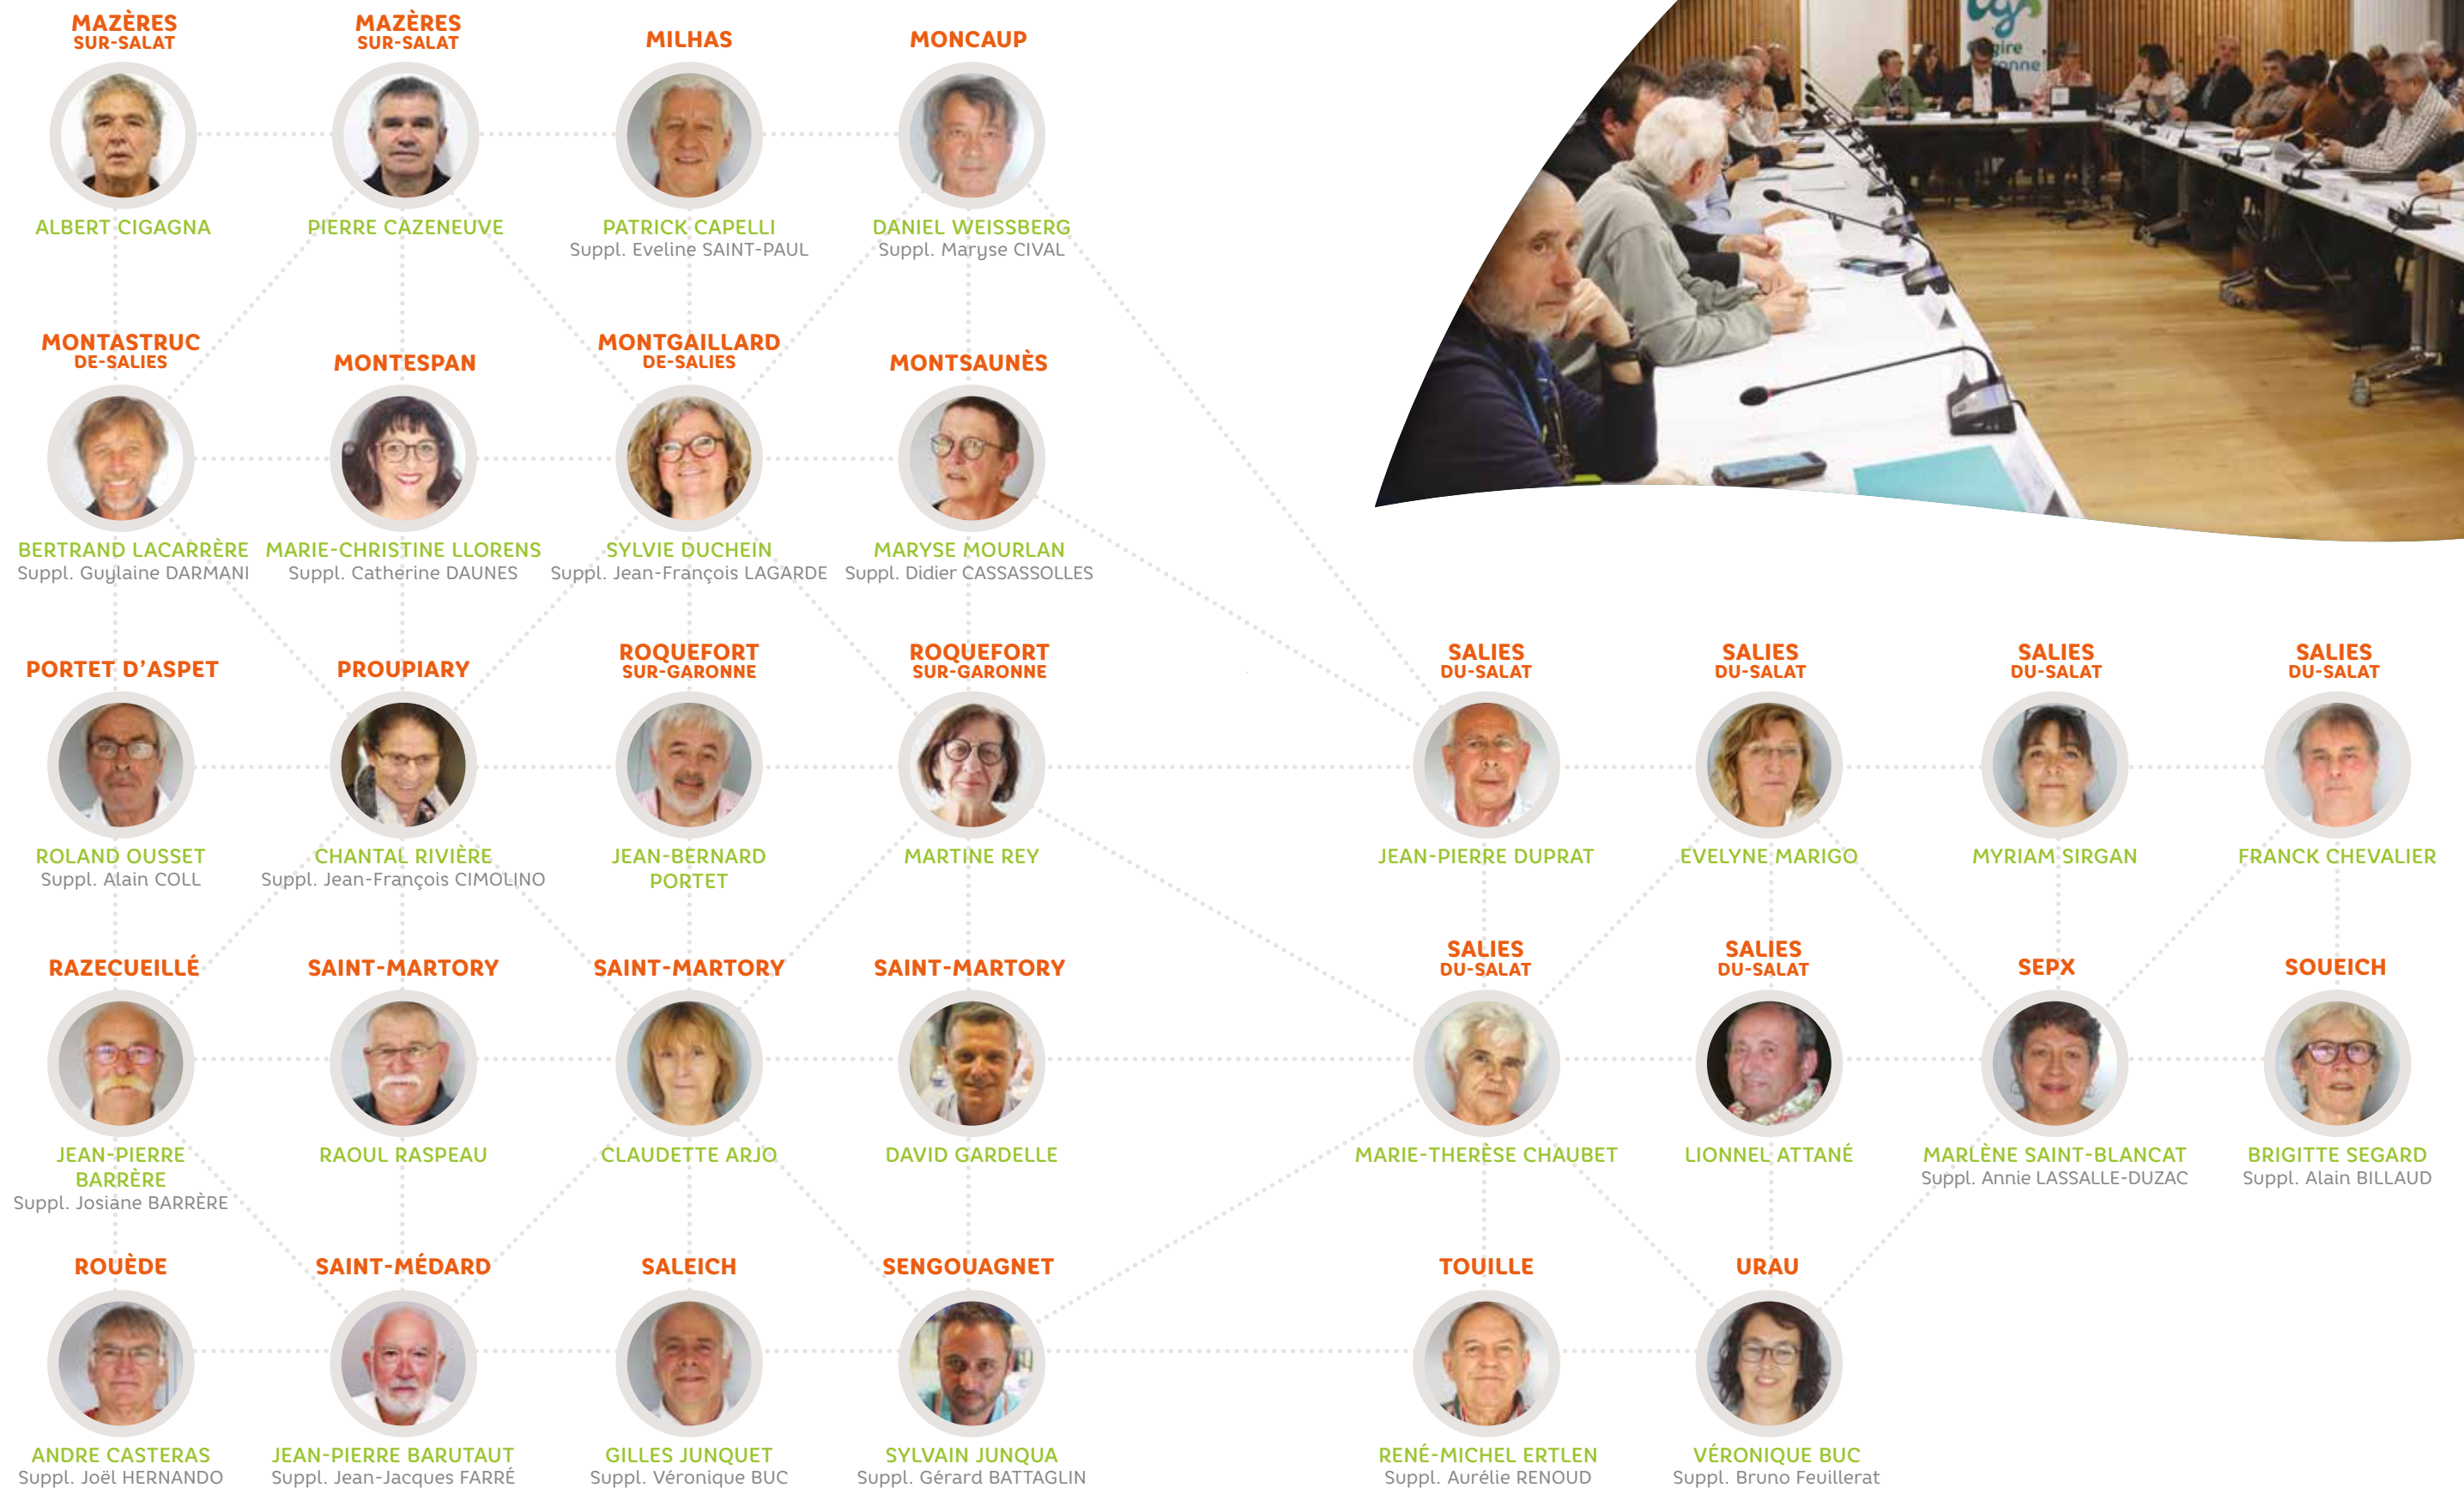 MAZÈRES
SUR-SALAT
ALBERT CIGAGNA
MAZÈRES
SUR-SALAT
PIERRE CAZENEUVE
MILHAS
PATRICK CAPELLI
Suppl. Eveline SAINT-PAUL
MONCAUP
DANIEL WEISSBERG
Suppl. Maryse CIVAL
MONTASTRUC
DE-SALIES
BERTRAND LACARRÈRE
Suppl. Guylaine DARMANI
MONTESPAN
MARIE-CHRISTINE LLORENS
Suppl. Catherine DAUNES
MONTGAILLARD
DE-SALIES
SYLVIE DUCHEIN
Suppl. Jean-François LAGARDE
MONTSAUNÈS
MARYSE MOURLAN
Suppl. Didier CASSASSOLLES
PORTET D'ASPET
ROLAND OUSSET
Suppl. Alain COLL
PROUPIARY
CHANTAL RIVIÈRE
Suppl. Jean-François CIMOLINO
ROQUEFORT
SUR-GARONNE
JEAN-BERNARD
PORTET
ROQUEFORT
SUR-GARONNE
MARTINE REY
SALIES
DU-SALAT
JEAN-PIERRE DUPRAT
SALIES
DU-SALAT
EVELYNE MARIGO
SALIES
DU-SALAT
MYRIAM SIRGAN
SALIES
DU-SALAT
FRANCK CHEVALIER
RAZECUEILLÉ
JEAN-PIERRE
BARRÈRE
Suppl. Josiane BARRÈRE
SAINT-MARTORY
RAOUL RASPEAU
SAINT-MARTORY
CLAUDETTE ARJO
SAINT-MARTORY
DAVID GARDELLE
SALIES
DU-SALAT
MARIE-THERÈSE CHAUBET
SALIES
DU-SALAT
LIONNEL ATTANÉ
SEPX
MARLÈNE SAINT-BLANCAT
Suppl. Annie LASSALLE-DUZAC
SOUEICH
BRIGITTE SEGARD
Suppl. Alain BILLAUD
ROUÈDE
ANDRE CASTERAS
Suppl. Joël HERNANDO
SAINT-MÉDARD
JEAN-PIERRE BARUTAUT
Suppl. Jean-Jacques FARRÉ
SALEICH
GILLES JUNQUET
Suppl. Véronique BUC
SENGOUAGNET
SYLVAIN JUNQUA
Suppl. Gérard BATTAGLIN
TOUILLE
RENÉ-MICHEL ERTLEN
Suppl. Aurélie RENOUD
URAU
VÉRONIQUE BUC
Suppl. Bruno Feuillerat